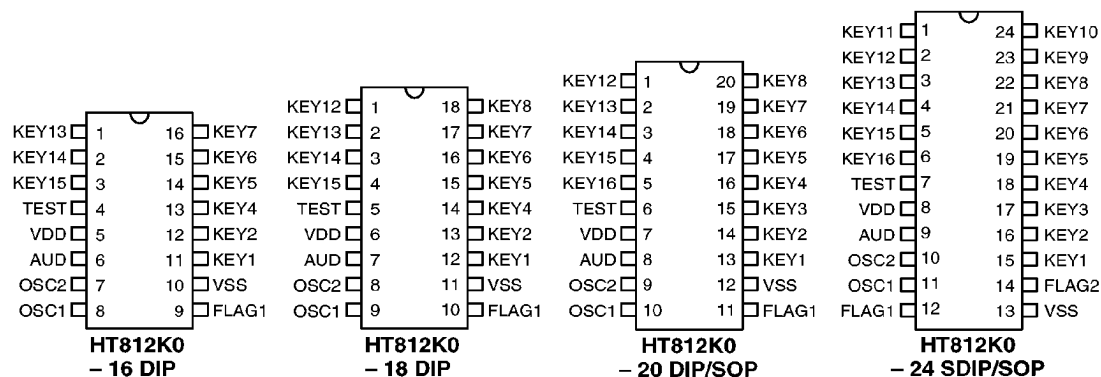 KEY13 1 16 KEY7
KEY14 2 15 KEY6
KEY15 3 14 KEY5
TEST 4 13 KEY4
VDD 5 12 KEY2
AUD 6 11 KEY1
OSC2 7 10 VSS
OSC1 8 9 FLAG1
HT812K0
– 16 DIP
KEY12 1 18 KEY8
KEY13 2 17 KEY7
KEY14 3 16 KEY6
KEY15 4 15 KEY5
TEST 5 14 KEY4
VDD 6 13 KEY2
AUD 7 12 KEY1
OSC2 8 11 VSS
OSC1 9 10 FLAG1
HT812K0
– 18 DIP
KEY12 1 20 KEY8
KEY13 2 19 KEY7
KEY14 3 18 KEY6
KEY15 4 17 KEY5
KEY16 5 16 KEY4
TEST 6 15 KEY3
VDD 7 14 KEY2
AUD 8 13 KEY1
OSC2 9 12 VSS
OSC1 10 11 FLAG1
HT812K0
– 20 DIP/SOP
KEY11 1 24 KEY10
KEY12 2 23 KEY9
KEY13 3 22 KEY8
KEY14 4 21 KEY7
KEY15 5 20 KEY6
KEY16 6 19 KEY5
TEST 7 18 KEY4
VDD 8 17 KEY3
AUD 9 16 KEY2
OSC2 10 15 KEY1
OSC1 11 14 FLAG2
FLAG1 12 13 VSS
HT812K0
– 24 SDIP/SOP